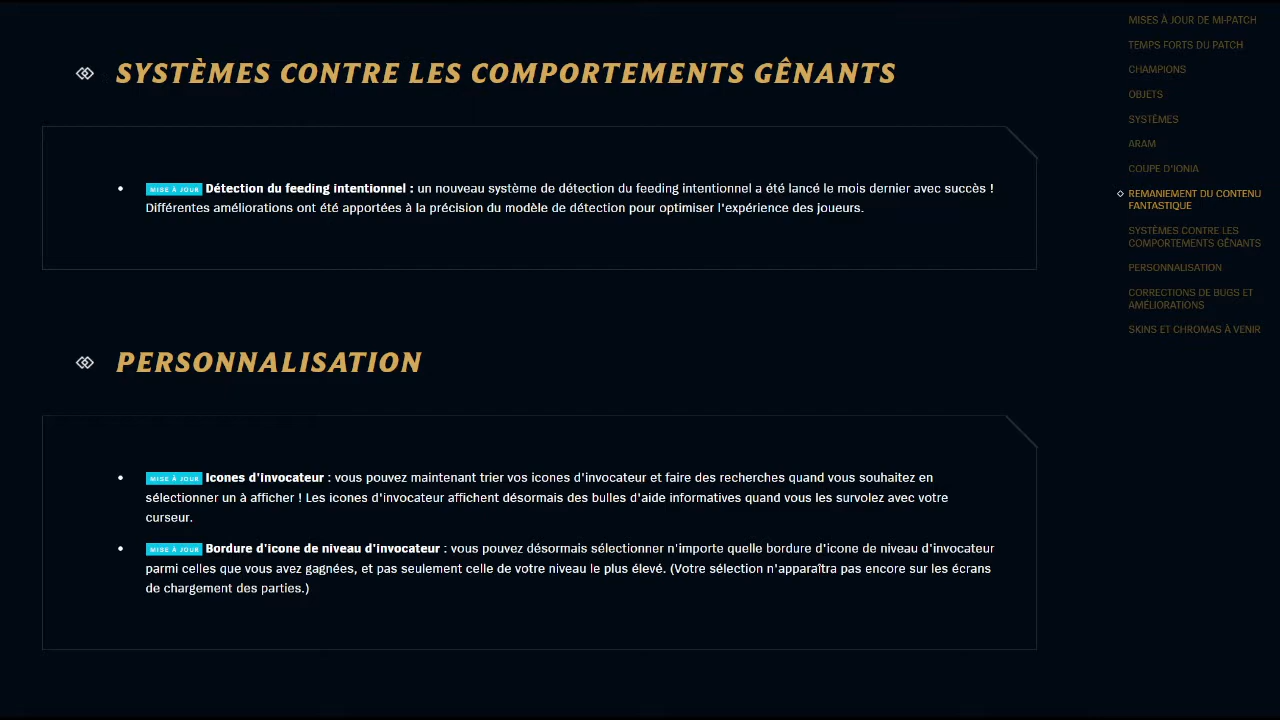 SYSTÈMES CONTRE LES COMPORTEMENTS GÊNANTS
• MISE À JOUR Détection du feeding intentionnel : un nouveau système de détection du feeding intentionnel a été lancé le mois dernier avec succès !
Différentes améliorations ont été apportées à la précision du modèle de détection pour optimiser l'expérience des joueurs.
PERSONNALISATION
• MISE À JOUR Icones d'invocateur : vous pouvez maintenant trier vos icones d'invocateur et faire des recherches quand vous souhaitez en
sélectionner un à afficher ! Les icones d'invocateur affichent désormais des bulles d'aide informatives quand vous les survolez avec votre
curseur.
• MISE À JOUR Bordure d'icone de niveau d'invocateur : vous pouvez désormais sélectionner n'importe quelle bordure d'icone de niveau d'invocateur
parmi celles que vous avez gagnées, et pas seulement celle de votre niveau le plus élevé. (Votre sélection n'apparaîtra pas encore sur les écrans
de chargement des parties.)
MISES À JOUR DE MI-PATCH
TEMPS FORTS DU PATCH
CHAMPIONS
OBJETS
SYSTÈMES
ARAM
COUPE D'IONIA
REMANIEMENT DU CONTENU
FANTASTIQUE
SYSTÈMES CONTRE LES
COMPORTEMENTS GÊNANTS
PERSONNALISATION
CORRECTIONS DE BUGS ET
AMÉLIORATIONS
SKINS ET CHROMAS À VENIR